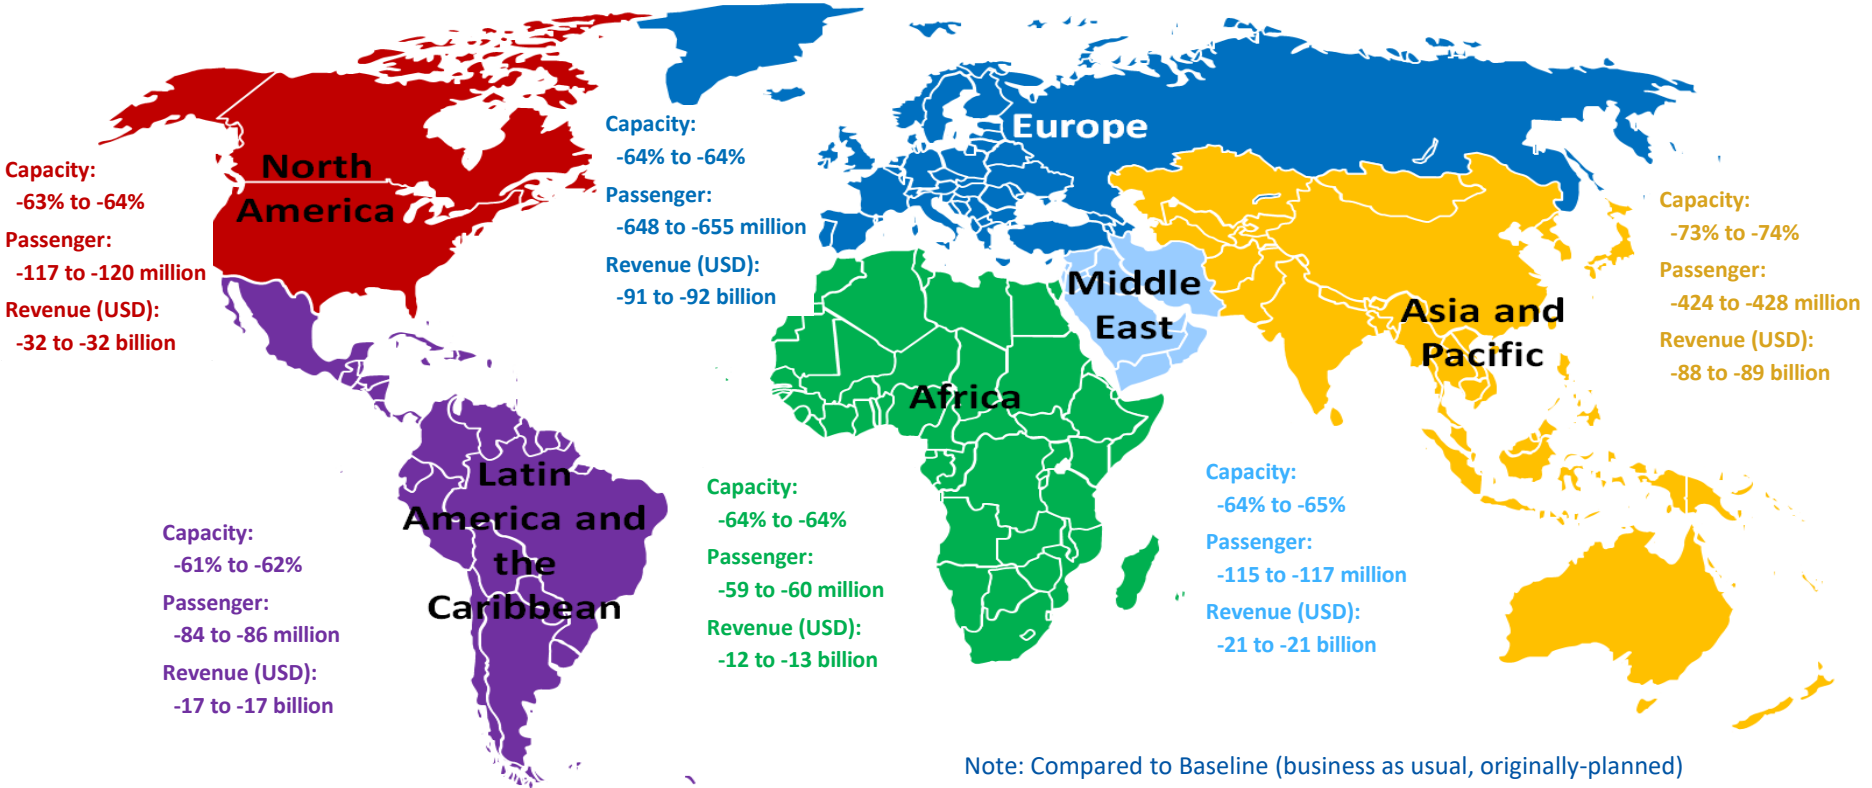 North
America
Capacity:
-63% to -64%
Passenger:
-117 to -120 million
Revenue (USD):
-32 to -32 billion
Europe
Capacity:
-64% to -64%
Passenger:
-648 to -655 million
Revenue (USD):
-91 to -92 billion
Asia and
Pacific
Capacity:
-73% to -74%
Passenger:
-424 to -428 million
Revenue (USD):
-88 to -89 billion
Latin
America and
the
Caribbean
Capacity:
-61% to -62%
Passenger:
-84 to -86 million
Revenue (USD):
-17 to -17 billion
Africa
Capacity:
-64% to -64%
Passenger:
-59 to -60 million
Revenue (USD):
-12 to -13 billion
Middle
East
Capacity:
-64% to -65%
Passenger:
-115 to -117 million
Revenue (USD):
-21 to -21 billion
Note: Compared to Baseline (business as usual, originally-planned)